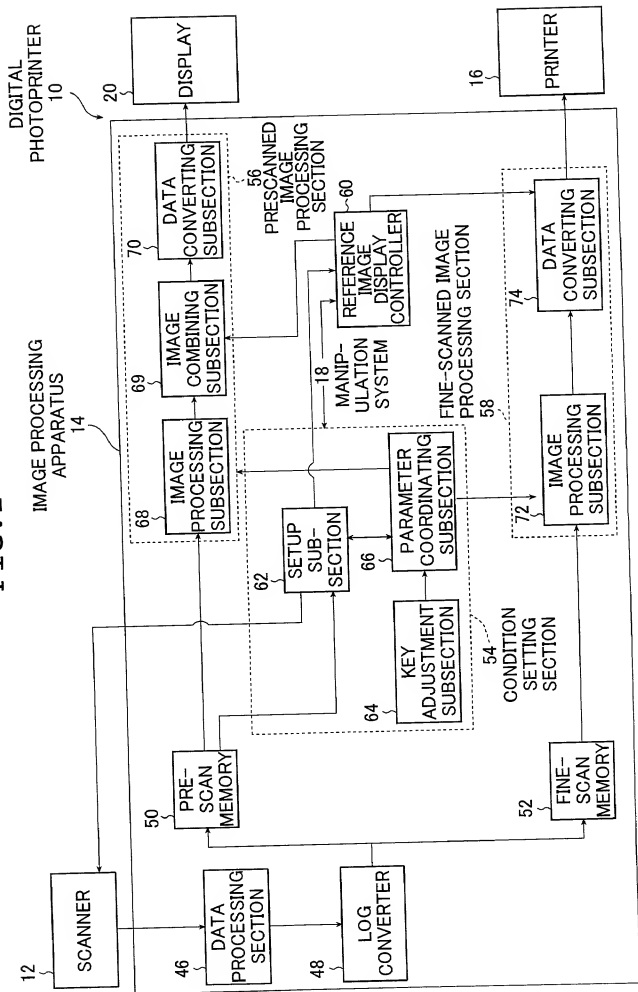 DIGITAL
PHOTOPRINTER
10
IMAGE PROCESSING
APPARATUS
14
12
SCANNER
46
DATA
PROCESSING
SECTION
48
LOG
CONVERTER
50
PRE-
SCAN
MEMORY
52
FINE-
SCAN
MEMORY
68
IMAGE
PROCESSING
SUBSECTION
69
IMAGE
COMBINING
SUBSECTION
70
DATA
CONVERTING
SUBSECTION
20
DISPLAY
56
PRESCANNED
IMAGE
PROCESSING
SECTION
62
SETUP
SUB-
SECTION
64
KEY
ADJUSTMENT
SUBSECTION
66
PARAMETER
COORDINATING
SUBSECTION
54
CONDITION
SETTING
SECTION
18
MANIP-
ULATION
SYSTEM
60
REFERENCE
IMAGE
DISPLAY
CONTROLLER
FINE-SCANNED IMAGE
PROCESSING SECTION
58
72
IMAGE
PROCESSING
SUBSECTION
74
DATA
CONVERTING
SUBSECTION
16
PRINTER